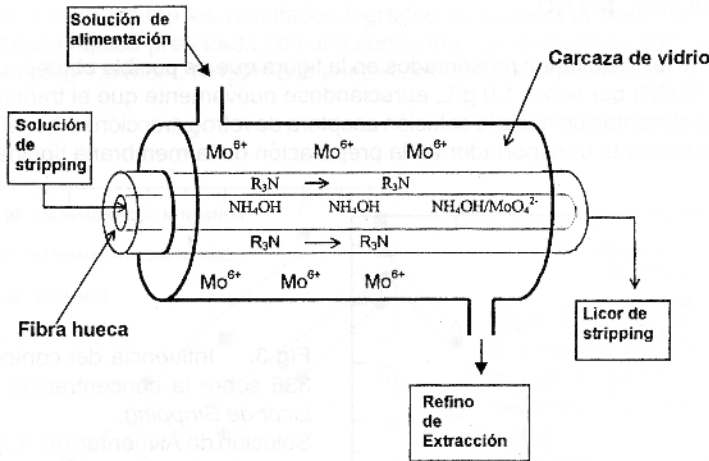 Solución de
alimentación
Carcaza de vidrio
Solución
de
stripping
Mo⁶⁺ Mo⁶⁺ Mo⁶⁺
R₃N → R₃N
NH₄OH NH₄OH NH₄OH/MoO₄²⁻
R₃N → R₃N
Mo⁶⁺ Mo⁶⁺ Mo⁶⁺
Fibra hueca
Licor de
stripping
Refino
de
Extracción